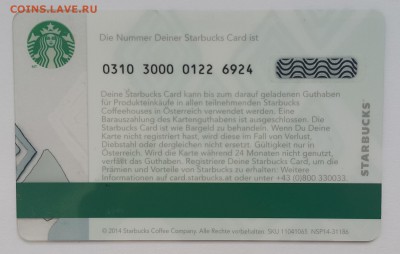 COINS.LAVE.RU
Die Nummer Deiner Starbucks Card ist
0310 3000 0122 6924
Deine Starbucks Card kann bis zum darauf geladenen Guthaben
für Produkteinkäufe in allen teilnehmenden Starbucks
Coffeehouses in Österreich verwendet werden. Eine
Barauszahlung des Kartenguthabens ist ausgeschlossen. Die
Starbucks Card ist wie Bargeld zu behandeln. Wenn Du Deine
Karte nicht registriert hast, wird diese im Fall von Verlust,
Diebstahl oder dergleichen nicht ersetzt. Gültigkeit nur in
Österreich. Wird die Karte während 24 Monaten nicht genutzt,
verfällt das Guthaben. Registriere Deine Starbucks Card, um die
Prämien und Vorteile von Starbucks zu erhalten: Weitere
Informationen auf card.starbucks.at oder unter +43 (0)800 330033.
STARBUCKS
© 2014 Starbucks Coffee Company. Alle Rechte vorbehalten. SKU 11041065